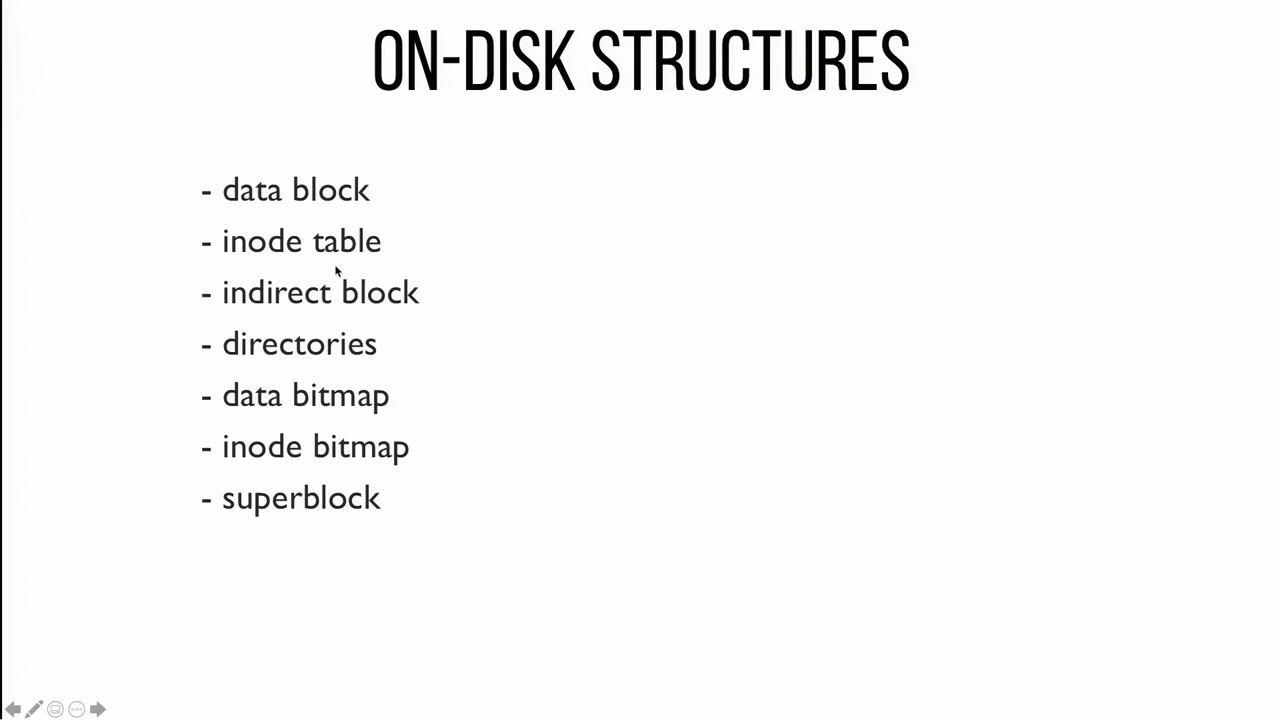 ON-DISK STRUCTURES
- data block
- inode table
- indirect block
- directories
- data bitmap
- inode bitmap
- superblock